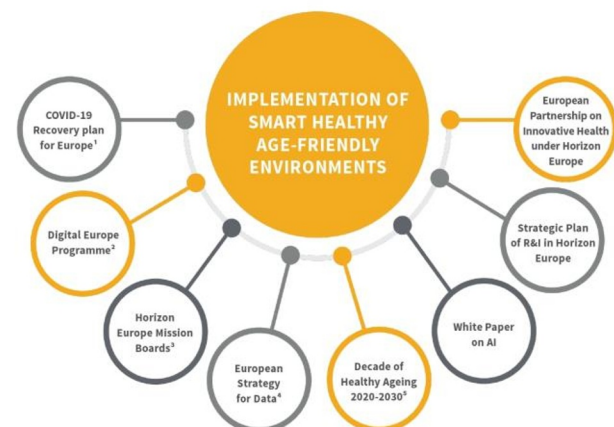 IMPLEMENTATION OF
SMART HEALTHY
AGE-FRIENDLY
ENVIRONMENTS
COVID-19
Recovery plan
for Europe¹
Digital Europe
Programme²
Horizon
Europe Mission
Boards³
European
Strategy
for Data⁴
Decade of
Healthy Ageing
2020-2030⁵
White Paper
on AI
Strategic Plan
of R&I in Horizon
Europe
European
Partnership on
Innovative Health
under Horizon
Europe